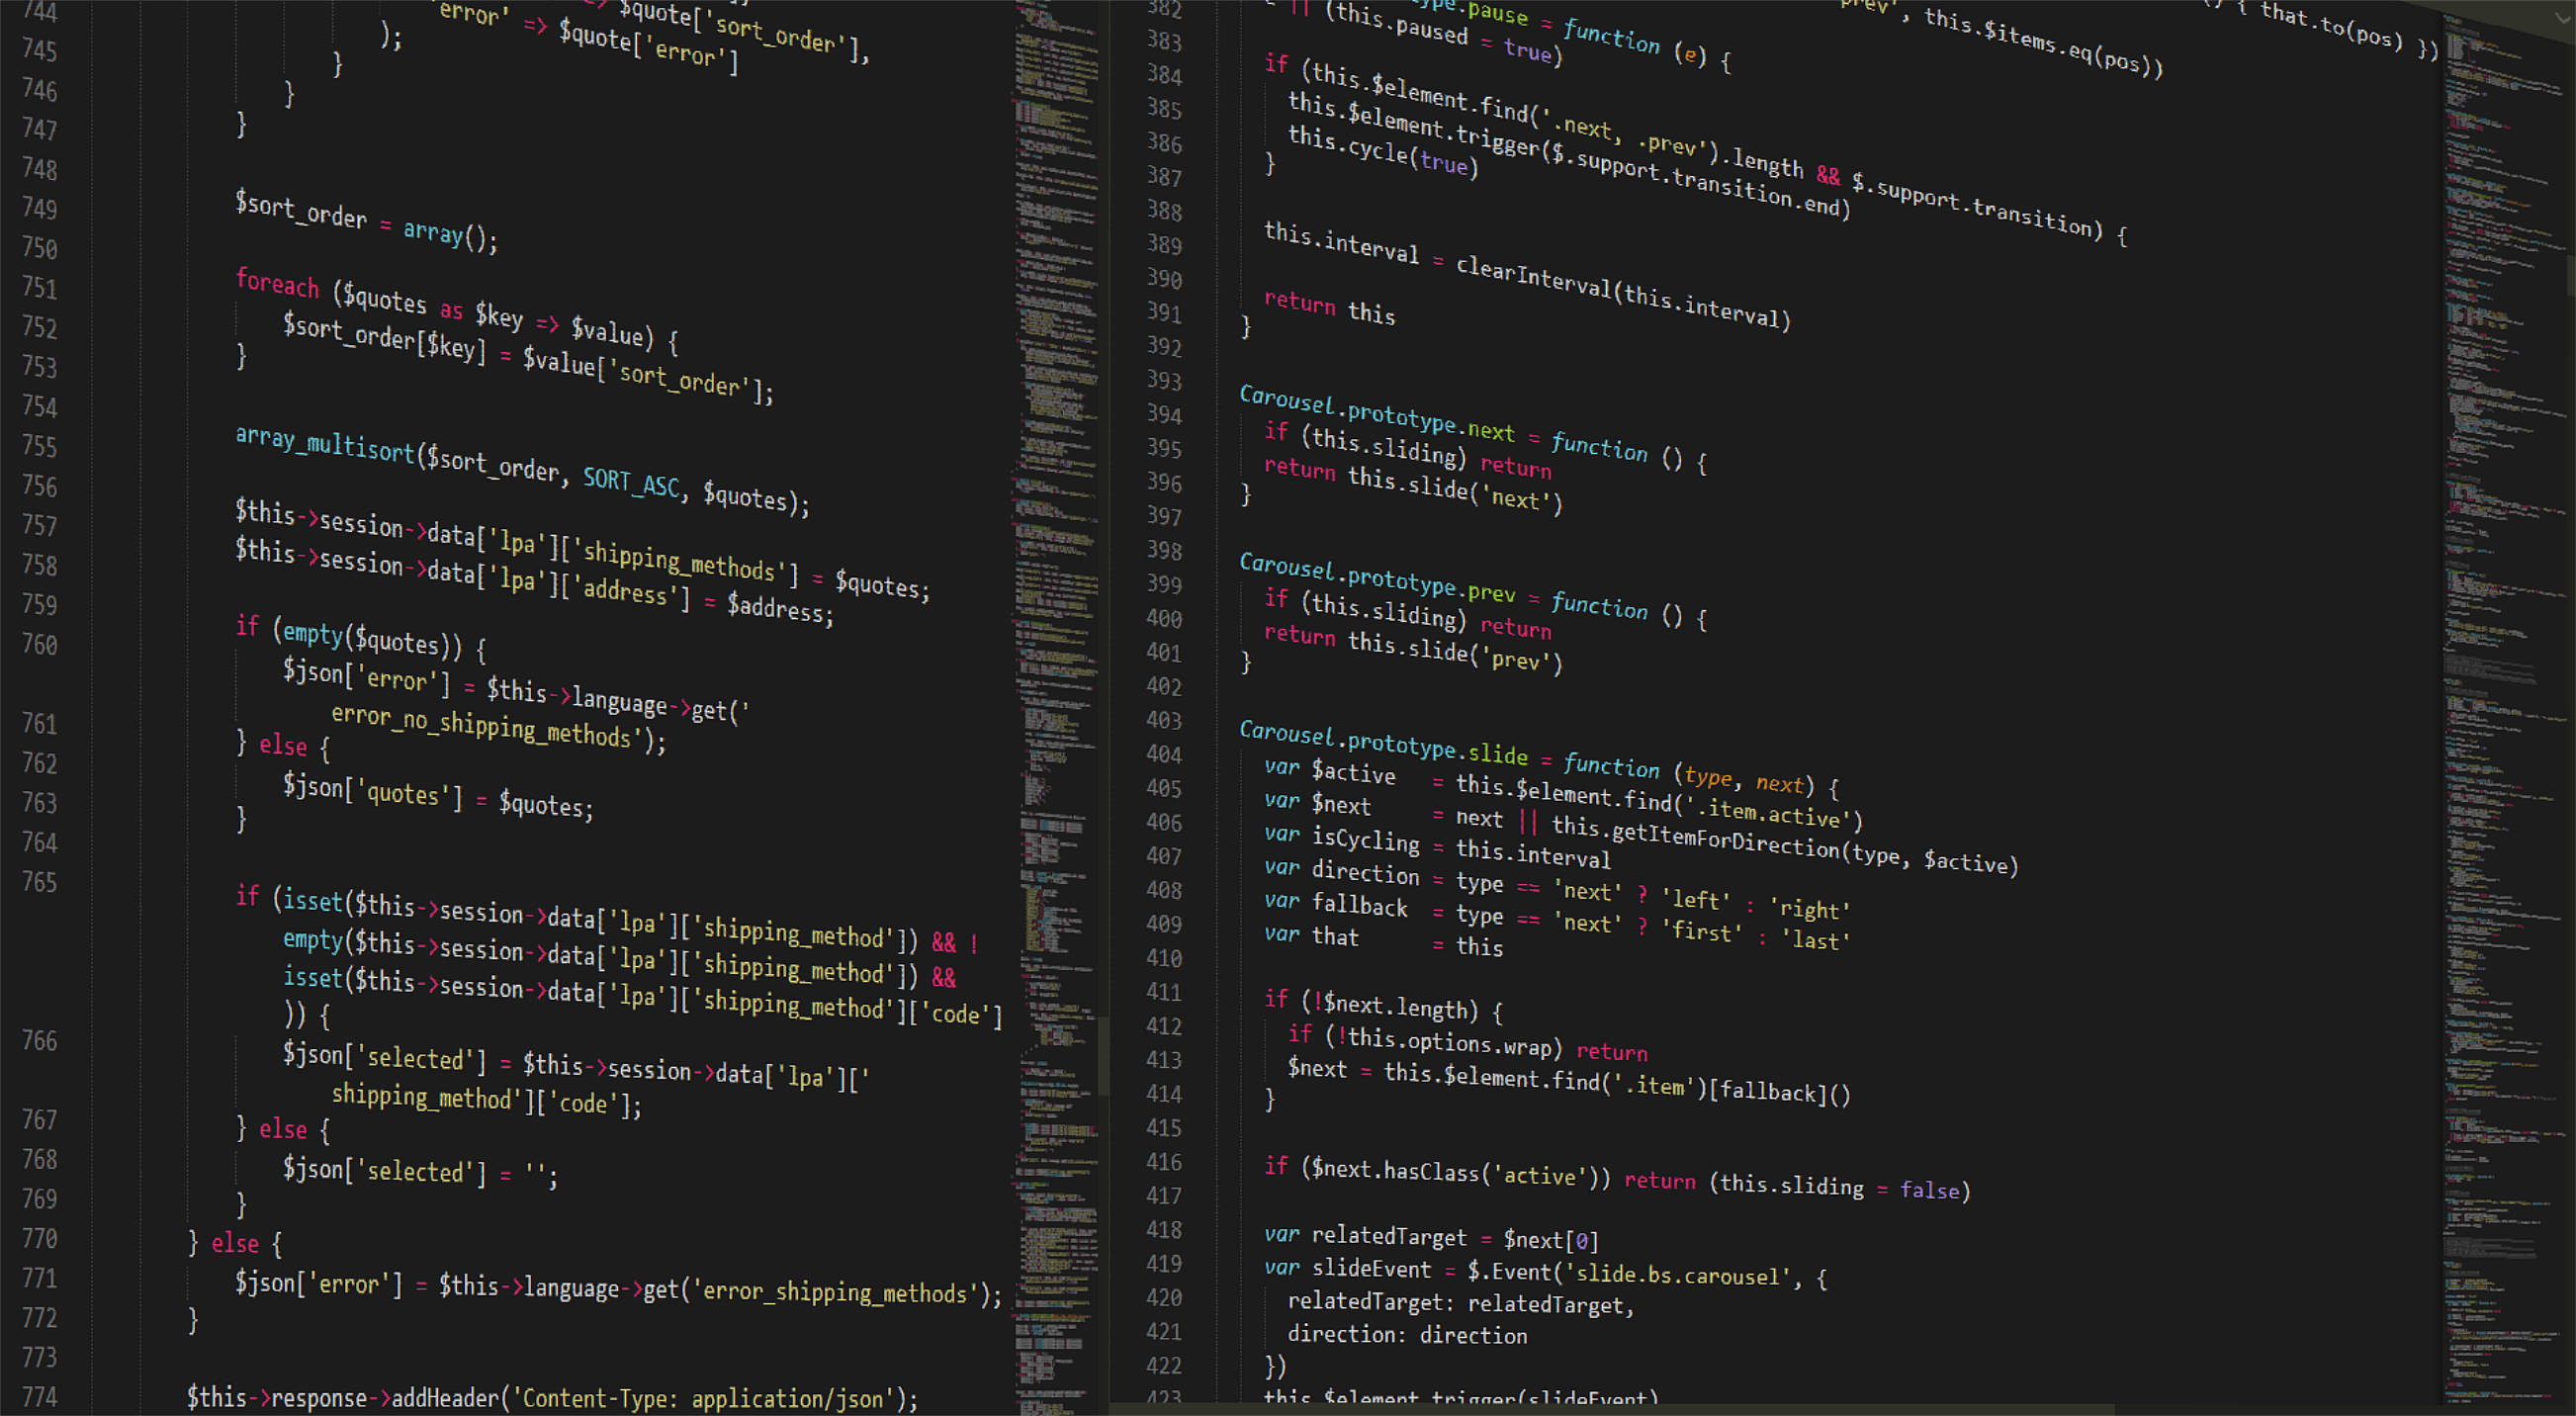 744
745
746
747
748
749
750
751
752
753
754
755
756
757
758
759
760
761
762
763
764
765
766
767
768
769
770
771
772
773
774
$quote['sort_order'],
'error' => $quote['error']
);
}
}
}
$sort_order = array();
foreach ($quotes as $key => $value) {
$sort_order[$key] = $value['sort_order'];
}
array_multisort($sort_order, SORT_ASC, $quotes);
$this->session->data['lpa']['shipping_methods'] = $quotes;
$this->session->data['lpa']['address'] = $address;
if (empty($quotes)) {
$json['error'] = $this->language->get('
error_no_shipping_methods');
} else {
$json['quotes'] = $quotes;
}
if (isset($this->session->data['lpa']['shipping_method']) && !
empty($this->session->data['lpa']['shipping_method']) &&
isset($this->session->data['lpa']['shipping_method']['code']
)) {
$json['selected'] = $this->session->data['lpa']['
shipping_method']['code'];
} else {
$json['selected'] = '';
}
} else {
$json['error'] = $this->language->get('error_shipping_methods');
}
$this->response->addHeader('Content-Type: application/json');
382
383
384
385
386
387
388
389
390
391
392
393
394
395
396
397
398
399
400
401
402
403
404
405
406
407
408
409
410
411
412
413
414
415
416
417
418
419
420
421
422
423
prev', this.$items.eq(pos))
{ that.to(pos) })
.pause = function (e) {
|| (this.paused = true)
if (this.$element.find('.next, .prev').length && $.support.transition) {
this.$element.trigger($.support.transition.end)
this.cycle(true)
}
this.interval = clearInterval(this.interval)
return this
}
Carousel.prototype.next = function () {
if (this.sliding) return
return this.slide('next')
}
Carousel.prototype.prev = function () {
if (this.sliding) return
return this.slide('prev')
}
Carousel.prototype.slide = function (type, next) {
var $active = this.$element.find('.item.active')
var $next = next || this.getItemForDirection(type, $active)
var isCycling = this.interval
var direction = type == 'next' ? 'left' : 'right'
var fallback = type == 'next' ? 'first' : 'last'
var that = this
if (!$next.length) {
if (!this.options.wrap) return
$next = this.$element.find('.item')[fallback]()
}
if ($next.hasClass('active')) return (this.sliding = false)
var relatedTarget = $next[0]
var slideEvent = $.Event('slide.bs.carousel', {
relatedTarget: relatedTarget,
direction: direction
})
this.$element.trigger(slideEvent)